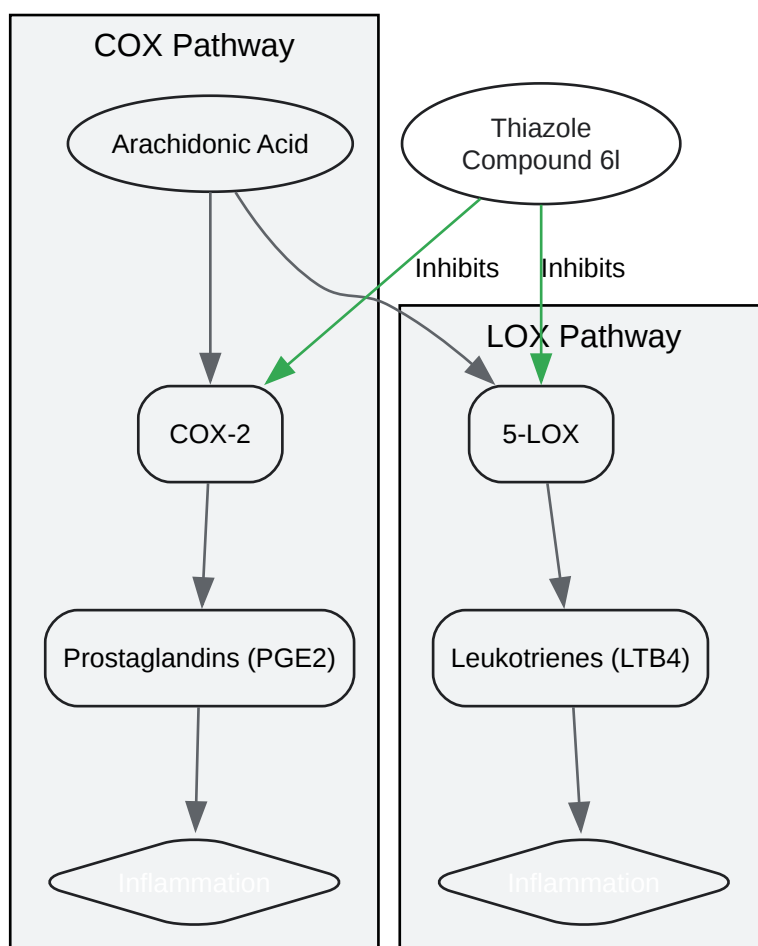 COX Pathway
Arachidonic Acid
Thiazole
Compound 6l
Inhibits
Inhibits
LOX Pathway
COX-2
5-LOX
Prostaglandins (PGE2)
Leukotrienes (LTB4)
Inflammation
Inflammation